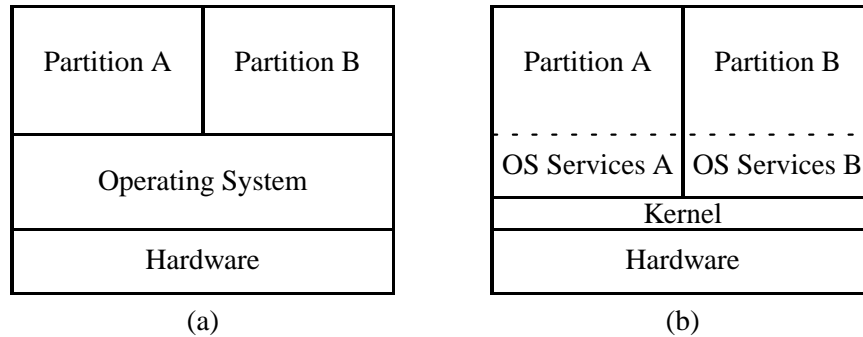 Partition A
Partition B
Operating System
Hardware
(a)
Partition A
Partition B
OS Services A
OS Services B
Kernel
Hardware
(b)